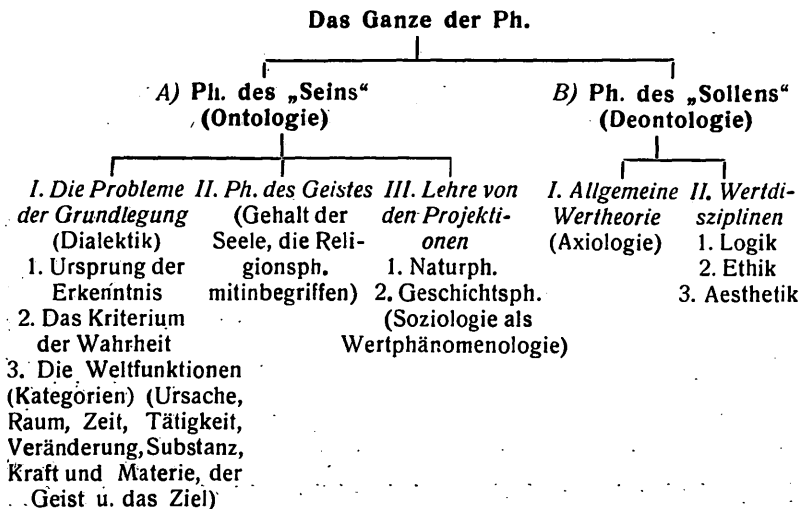 Das Ganze der Ph.
A) Ph. des „Seins“
(Ontologie)
B) Ph. des „Sollens“
(Deontologie)
I. Die Probleme
der Grundlegung
(Dialektik)
1. Ursprung der
Erkenntnis
2. Das Kriterium
der Wahrheit
3. Die Weltfunktionen
(Kategorien) (Ursache,
Raum, Zeit, Tätigkeit,
Veränderung, Substanz,
Kraft und Materie, der
Geist u. das Ziel)
II. Ph. des Geistes
(Gehalt der
Seele, die Reli-
gionsph.
mitinbegriffen)
III. Lehre von
den Projekti-
onen
1. Naturph.
2. Geschichtsph.
(Soziologie als
Wertphänomenologie)
I. Allgemeine
Wertheorie
(Axiologie)
II. Wertdi-
sziplinen
1. Logik
2. Ethik
3. Aesthetik